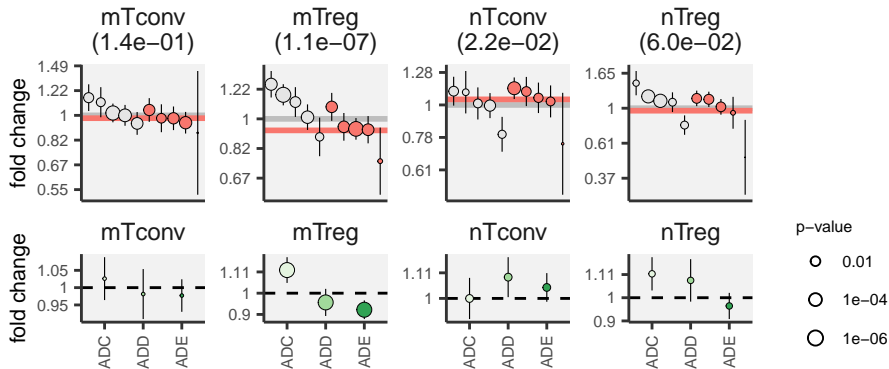 mTconv
(1.4e−01)
mTreg
(1.1e−07)
nTconv
(2.2e−02)
nTreg
(6.0e−02)
fold change
1.49
1.22
1
0.82
0.67
0.55
1.22
1
0.82
0.67
1.28
1
0.78
0.61
1.65
1
0.61
0.37
mTconv
mTreg
nTconv
nTreg
fold change
1.05
1
0.95
1.11
1
0.9
1.11
1
1.11
1
0.9
ADC
ADD
ADE
ADC
ADD
ADE
ADC
ADD
ADE
ADC
ADD
ADE
p−value
0.01
1e−04
1e−06